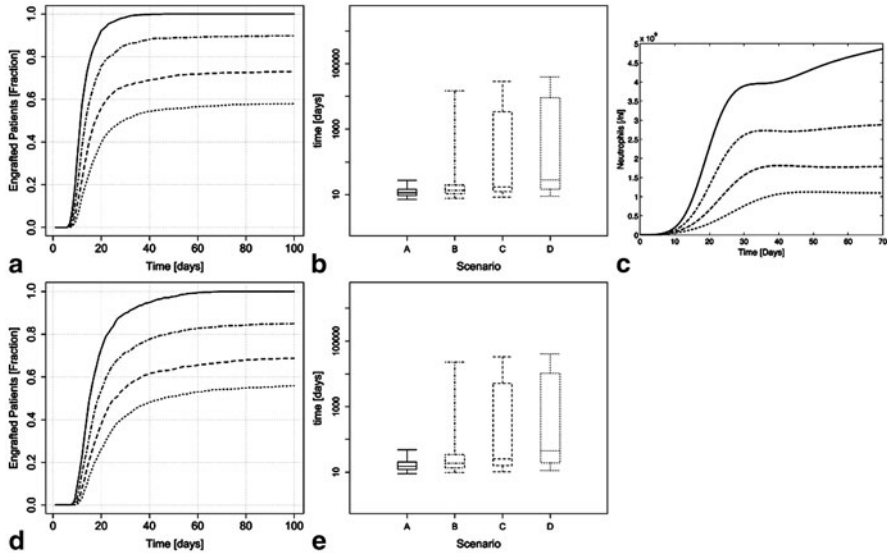 Engrafted Patients [Fraction]
1.0
0.8
0.6
0.4
0.2
0.0
0 20 40 60 80 100
Time [days]
a
time [days]
100000
1000
10
A B C D
Scenario
b
x 10⁹
Neutrophils [/nl]
5
4.5
4
3.5
3
2.5
2
1.5
1
0.5
0
0 10 20 30 40 50 60 70
Time [Days]
c
Engrafted Patients [Fraction]
1.0
0.8
0.6
0.4
0.2
0.0
0 20 40 60 80 100
Time [days]
d
time [days]
100000
1000
10
A B C D
Scenario
e